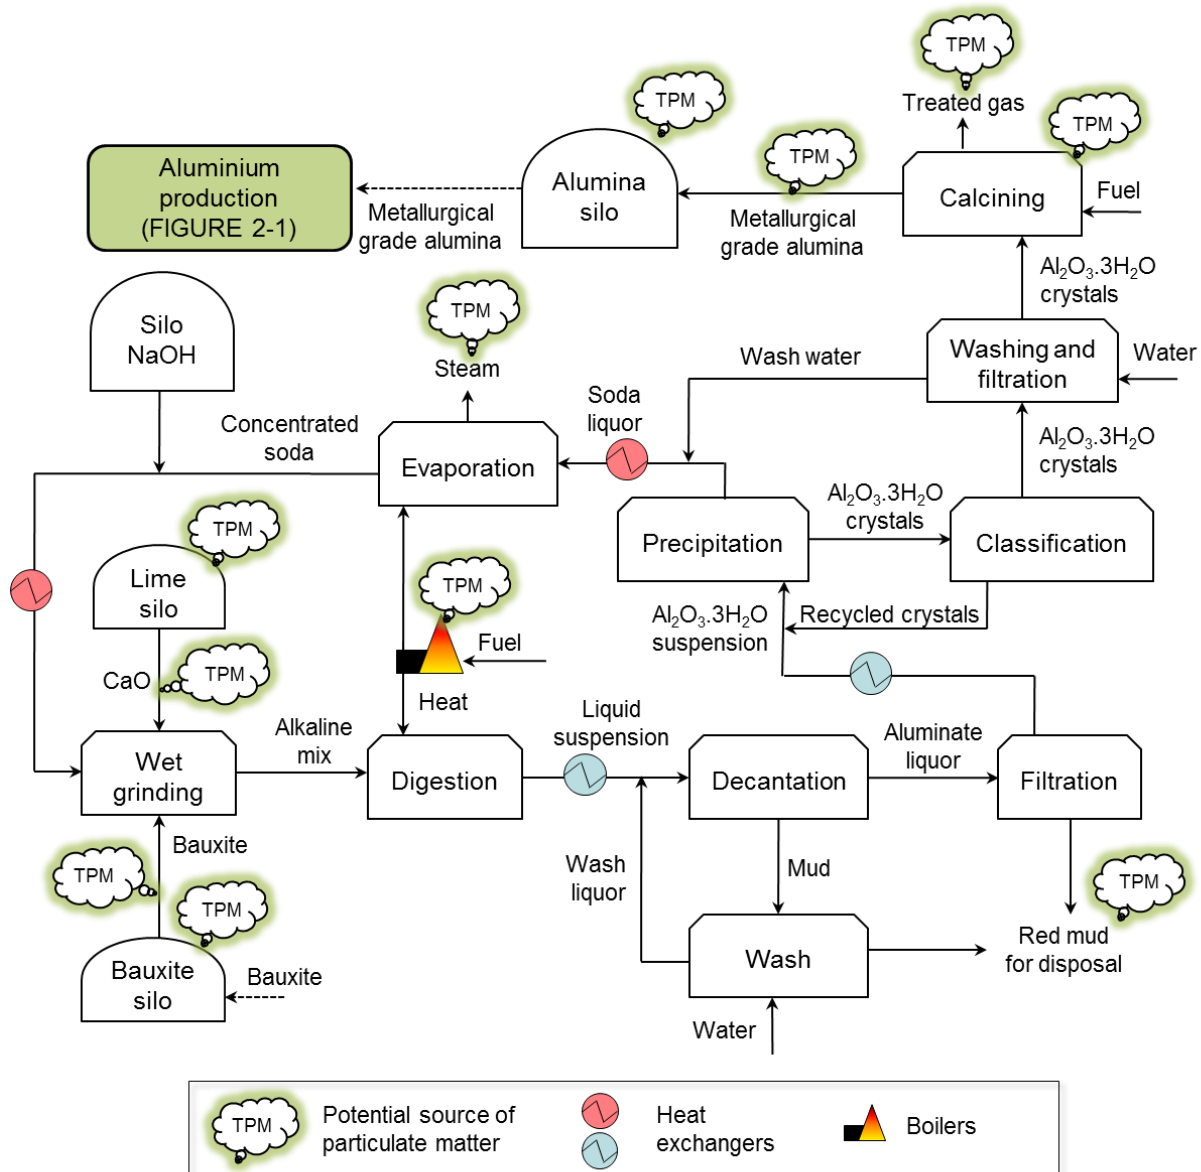 TPM
Treated gas
TPM
TPM
TPM
Aluminium
production
(FIGURE 2-1)
Metallurgical
grade alumina
Alumina
silo
Metallurgical
grade alumina
Calcining
Fuel
Al₂O₃.3H₂O
crystals
Silo
NaOH
TPM
Steam
Wash water
Washing and
filtration
Water
Concentrated
soda
Evaporation
Soda
liquor
Al₂O₃.3H₂O
crystals
Al₂O₃.3H₂O
crystals
TPM
Lime
silo
Precipitation
Classification
TPM
Fuel
Heat
Al₂O₃.3H₂O
suspension
Recycled crystals
CaO
TPM
Wet
grinding
Alkaline
mix
Digestion
Liquid
suspension
Decantation
Aluminate
liquor
Filtration
Bauxite
TPM
TPM
Bauxite
silo
Bauxite
Wash
liquor
Mud
Wash
Water
TPM
Red mud
for disposal
TPM
Potential source of
particulate matter
Heat
exchangers
Boilers